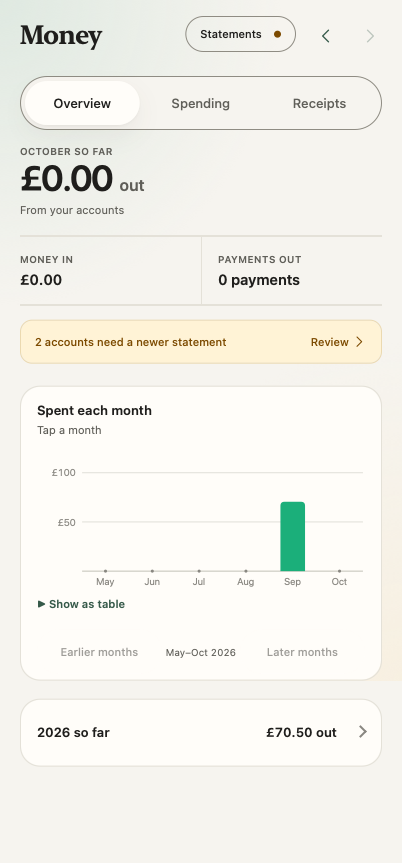 Money
Statements
Overview
Spending
Receipts
OCTOBER SO FAR
£0.00 out
From your accounts
MONEY IN
£0.00
PAYMENTS OUT
0 payments
2 accounts need a newer statement
Review
Spent each month
Tap a month
£100
£50
May Jun Jul Aug Sep Oct
Show as table
Earlier months
May–Oct 2026
Later months
2026 so far
£70.50 out